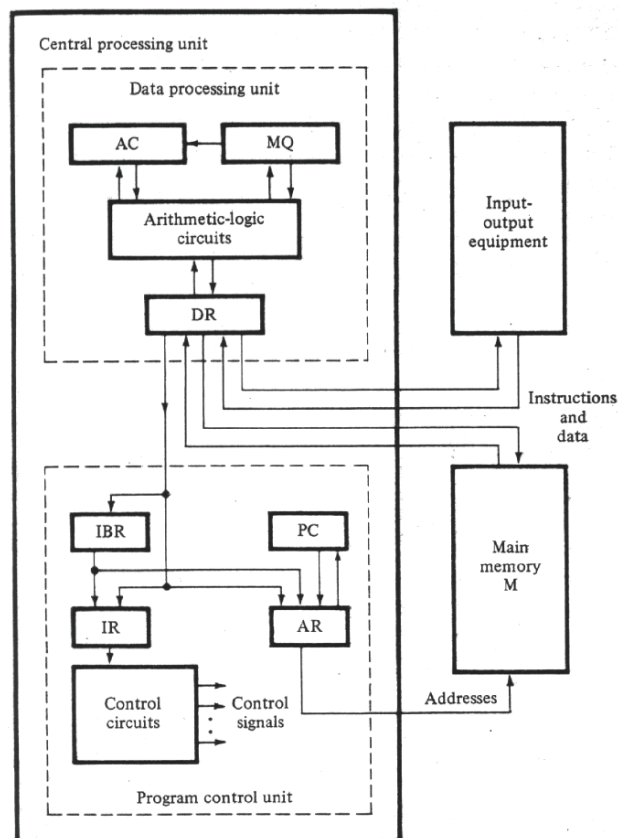 Central processing unit
Data processing unit
AC
MQ
Arithmetic-logic
circuits
DR
Input-
output
equipment
Instructions
and
data
IBR
PC
Main
memory
M
IR
AR
Control
circuits
Control
signals
Addresses
Program control unit